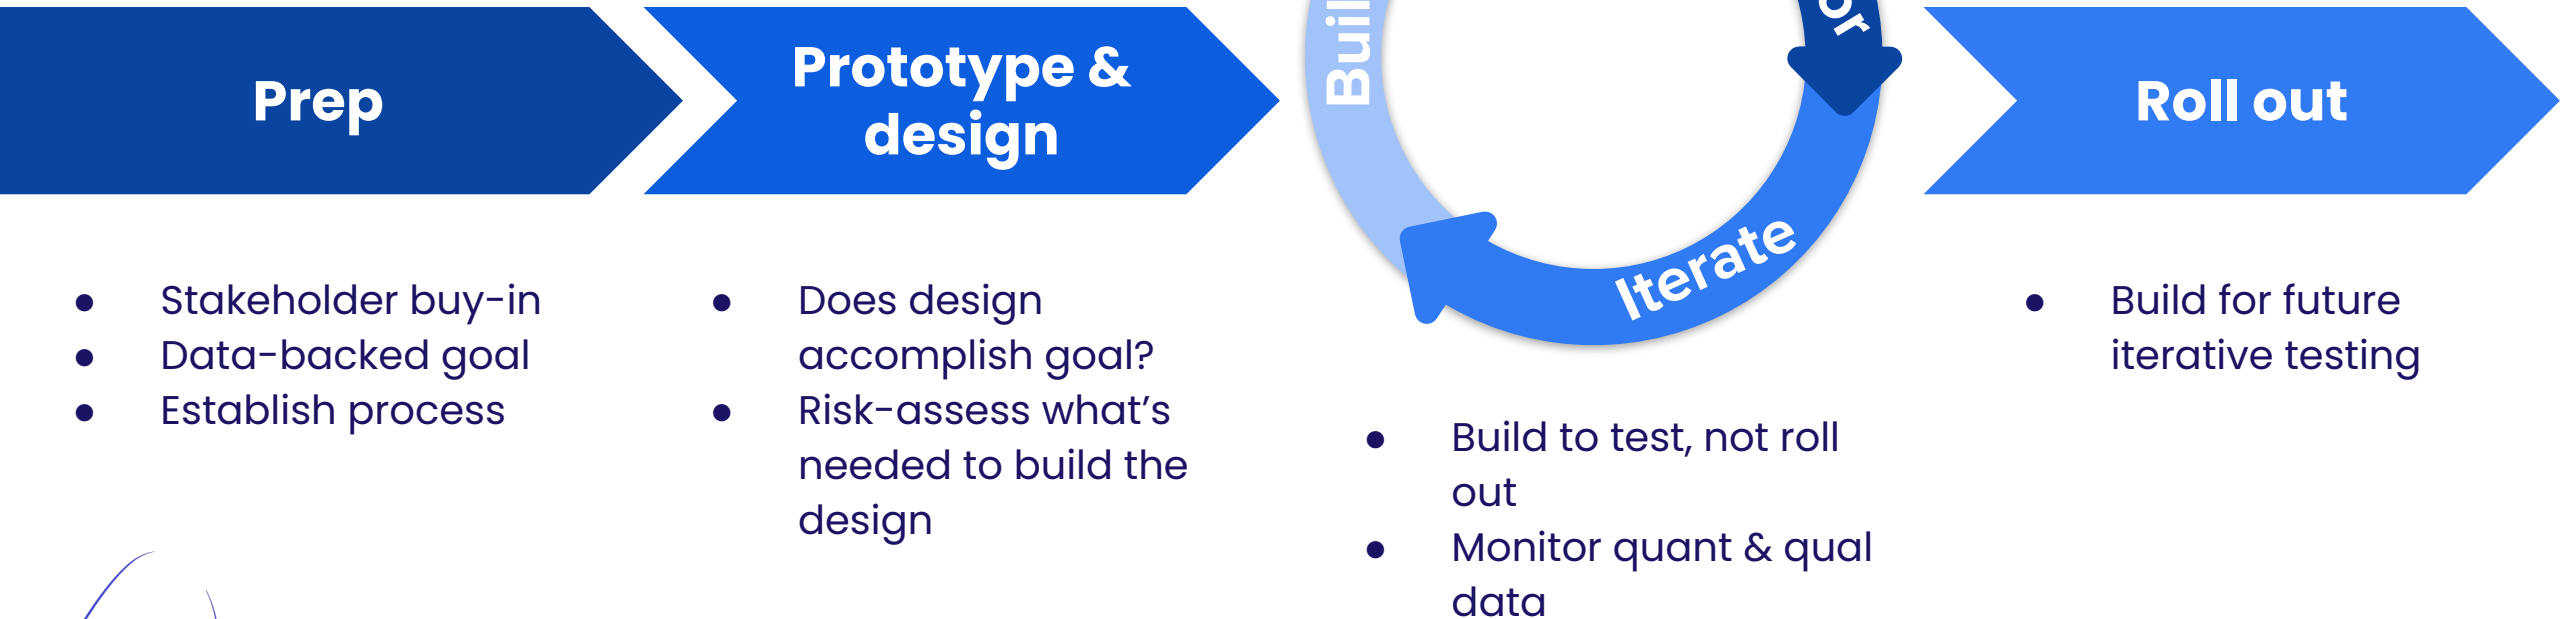 Prep
Stakeholder buy-in
Data-backed goal
Establish process
Prototype &
design
Does design
accomplish goal?
Risk-assess what's
needed to build the
design
Iterate
Build to test, not roll
out
Monitor quant & qual
data
Roll out
Build for future
iterative testing